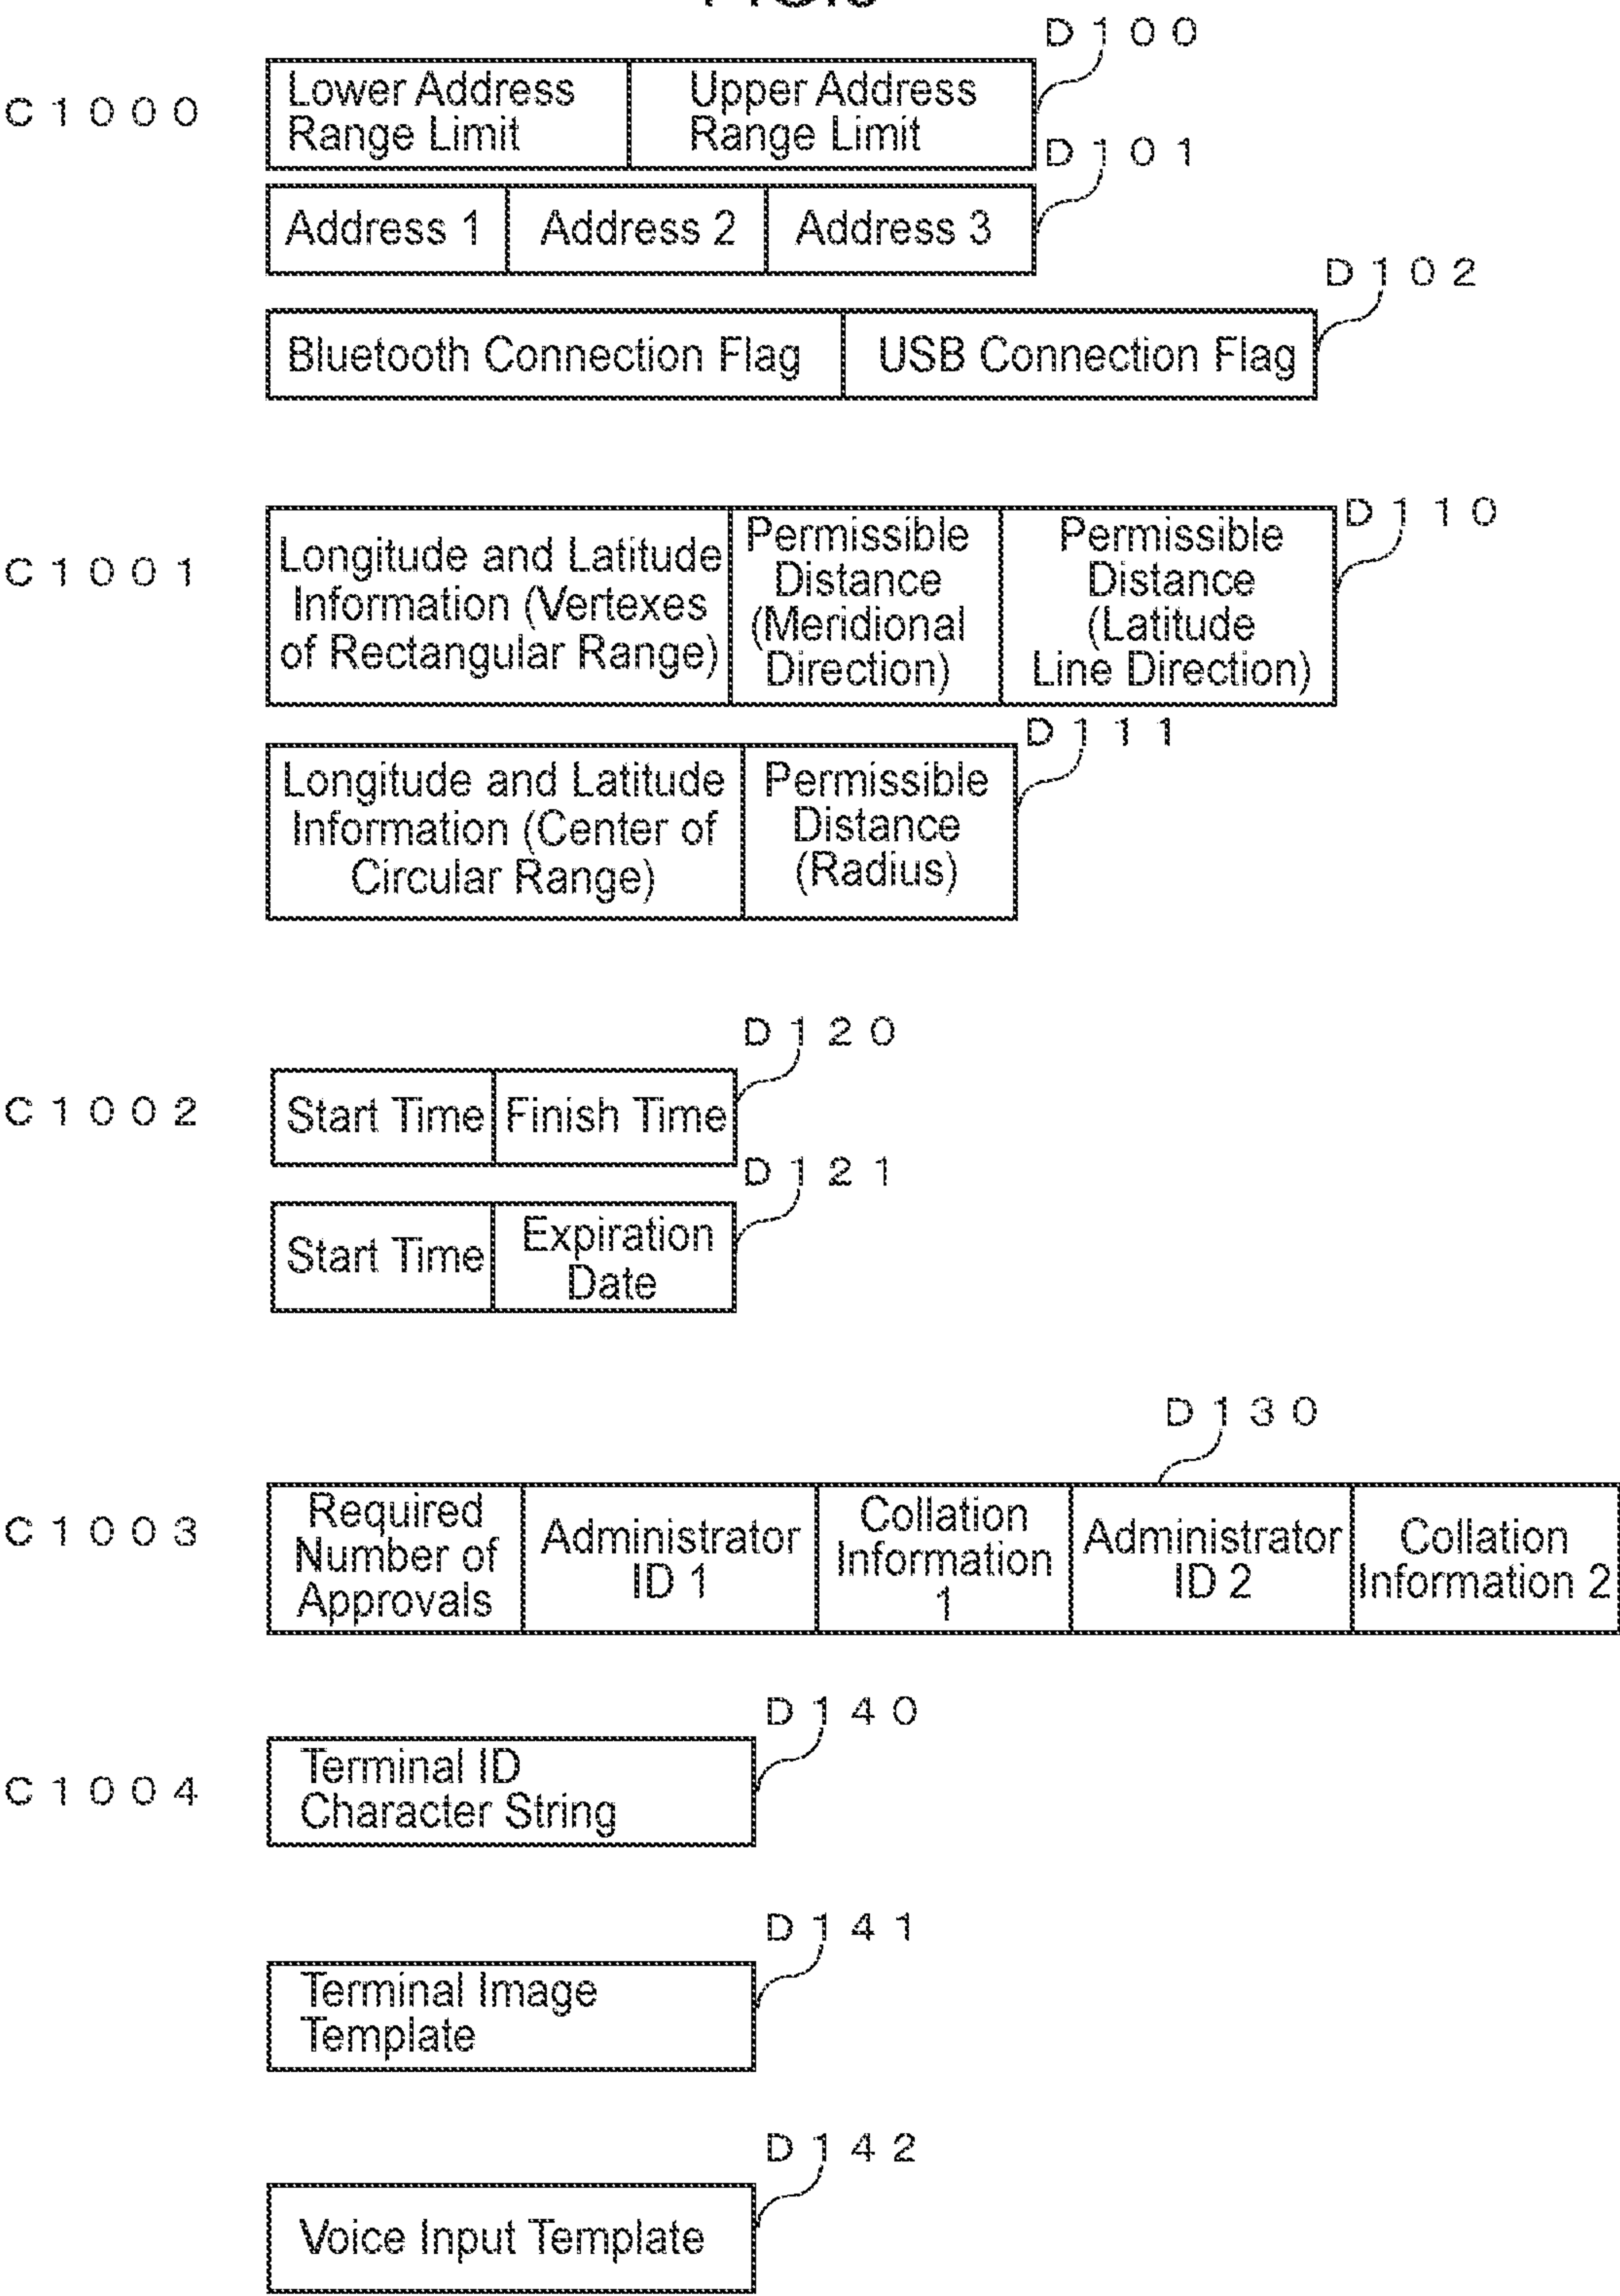 D100
C1000
Lower Address
Range Limit
Upper Address
Range Limit
D101
Address 1
Address 2
Address 3
D102
Bluetooth Connection Flag
USB Connection Flag
D110
C1001
Longitude and Latitude
Information (Vertexes
of Rectangular Range)
Permissible
Distance
(Meridional
Direction)
Permissible
Distance
(Latitude
Line Direction)
D111
Longitude and Latitude
Information (Center of
Circular Range)
Permissible
Distance
(Radius)
D120
C1002
Start Time
Finish Time
D121
Start Time
Expiration
Date
D130
C1003
Required
Number of
Approvals
Administrator
ID 1
Collation
Information
1
Administrator
ID 2
Collation
Information 2
D140
C1004
Terminal ID
Character String
D141
Terminal Image
Template
D142
Voice Input Template